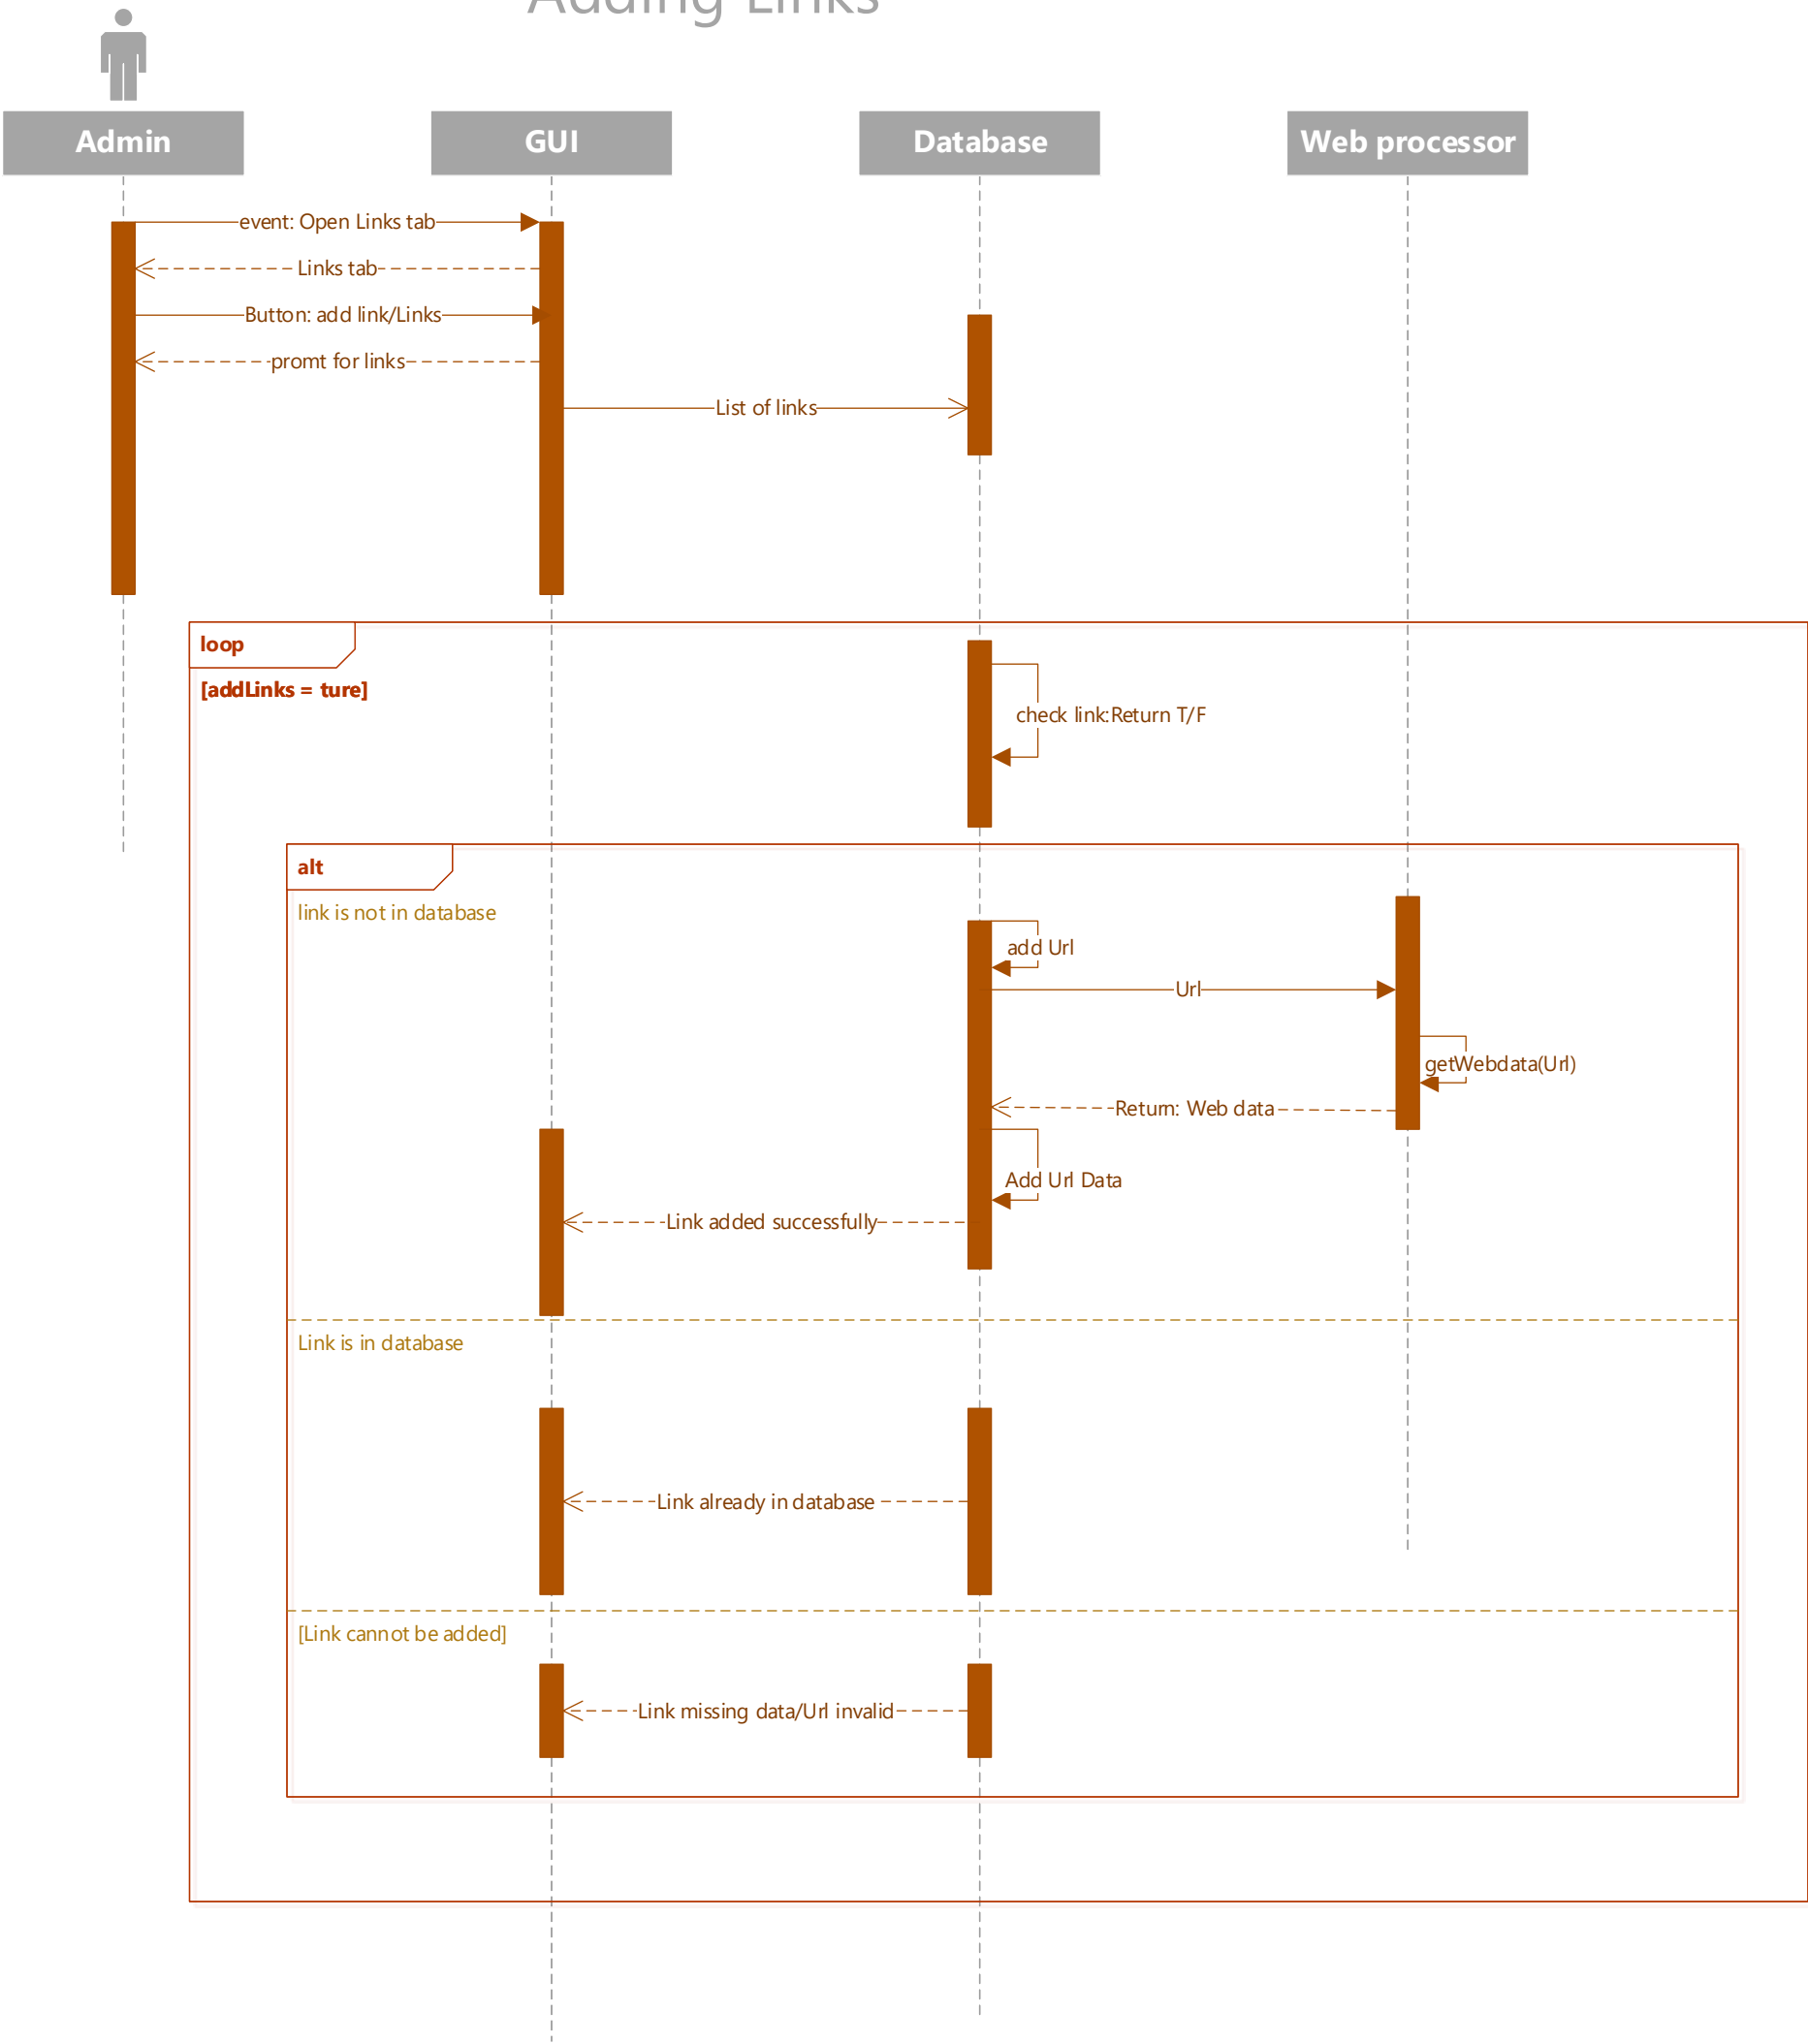 Adding Links
Admin
GUI
Database
Web processor
event: Open Links tab
Links tab
Button: add link/Links
promt for links
List of links
loop
[addLinks = ture]
check link:Return T/F
alt
link is not in database
add Url
Url
getWebdata(Url)
Return: Web data
Add Url Data
Link added successfully
Link is in database
Link already in database
[Link cannot be added]
Link missing data/Url invalid